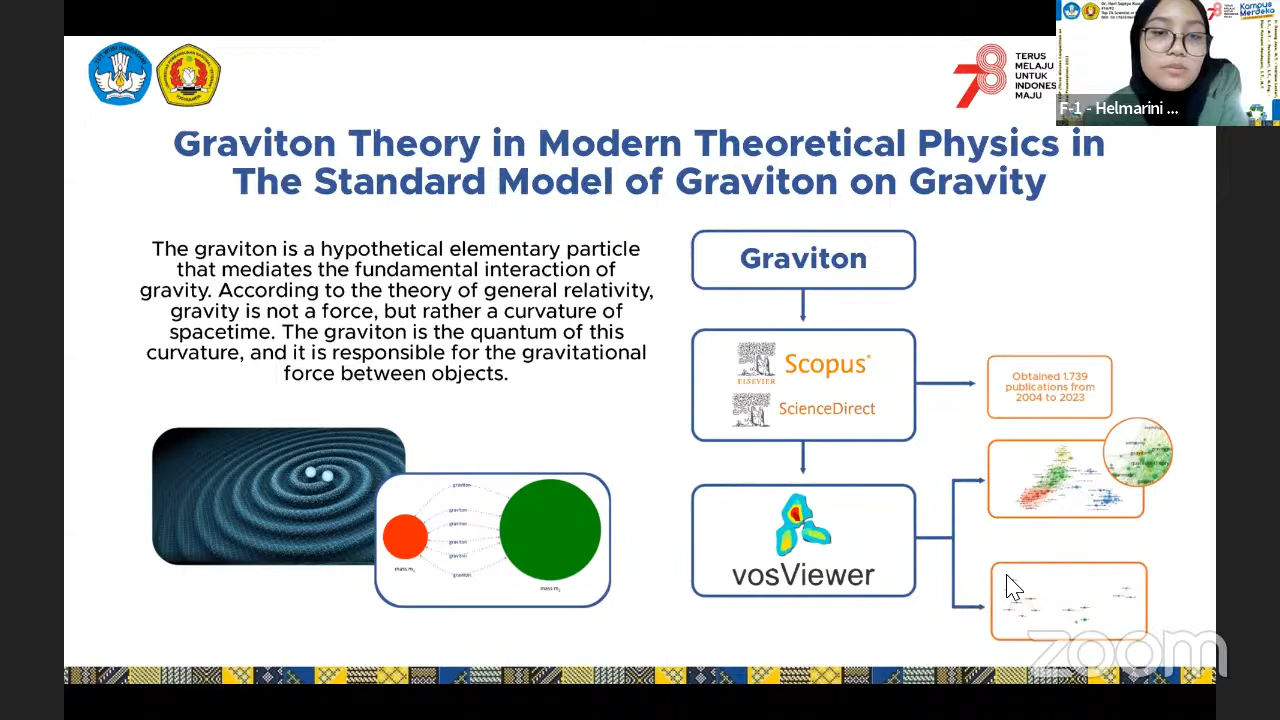 TERUS
MELAJU
UNTUK
INDONES
MAJU
Kampus
Merdeka
F-1 - Helmarini ...
Graviton Theory in Modern Theoretical Physics in
The Standard Model of Graviton on Gravity
The graviton is a hypothetical elementary particle
that mediates the fundamental interaction of
gravity. According to the theory of general relativity,
gravity is not a force, but rather a curvature of
spacetime. The graviton is the quantum of this
curvature, and it is responsible for the gravitational
force between objects.
graviton
graviton
graviton
graviton
graviton
graviton
mass m₁
mass m₂
Graviton
ELSEVIER
Scopus®
ScienceDirect
Obtained 1.739
publications from
2004 to 2023
vosViewer
zoom